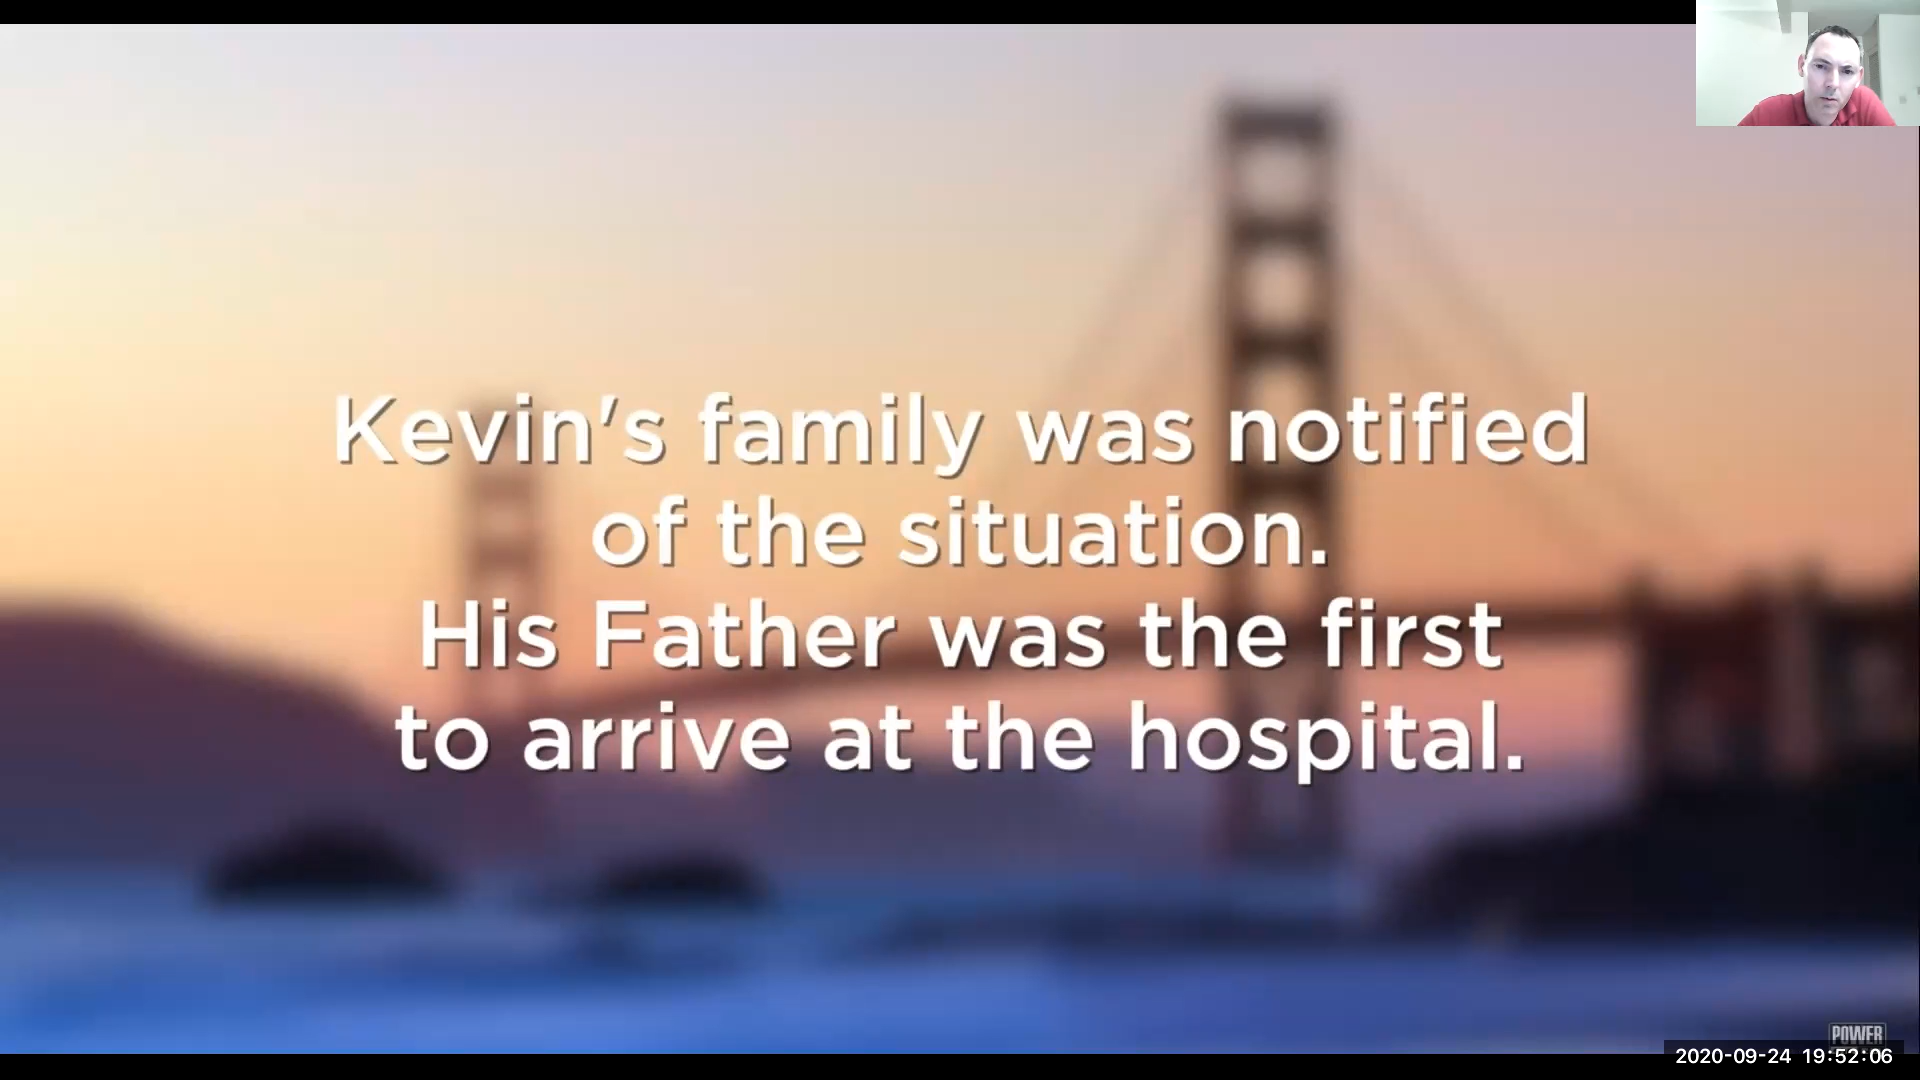 Kevin's family was notified
of the situation.
His Father was the first
to arrive at the hospital.
POWER
2020-09-24 19:52:06